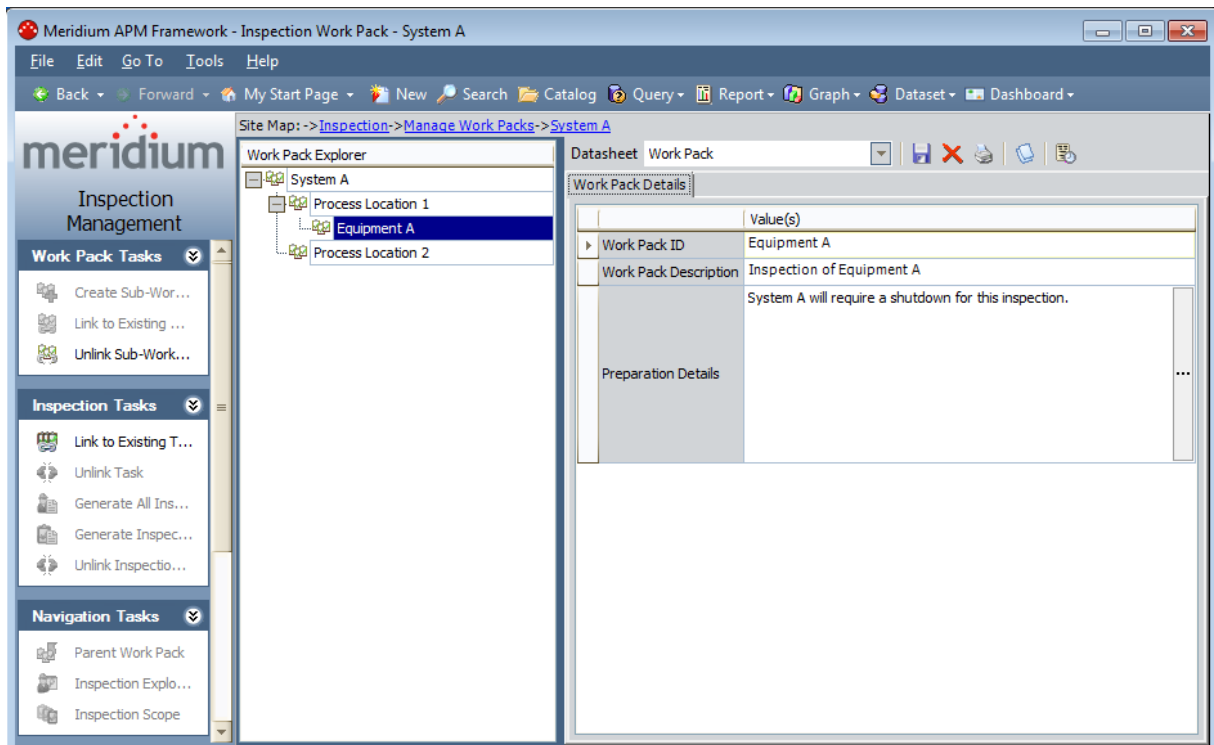 Meridium APM Framework - Inspection Work Pack - System A
File Edit Go To Tools Help
Back Forward My Start Page New Search Catalog Query Report Graph Dataset Dashboard
meridium
Inspection
Management
Work Pack Tasks
Create Sub-Wor...
Link to Existing ...
Unlink Sub-Work...
Inspection Tasks
Link to Existing T...
Unlink Task
Generate All Ins...
Generate Inspec...
Unlink Inspectio...
Navigation Tasks
Parent Work Pack
Inspection Explo...
Inspection Scope
Site Map: ->Inspection->Manage Work Packs->System A
Work Pack Explorer
System A
Process Location 1
Equipment A
Process Location 2
Datasheet Work Pack
Work Pack Details
Value(s)
Work Pack ID Equipment A
Work Pack Description Inspection of Equipment A
Preparation Details System A will require a shutdown for this inspection.
...